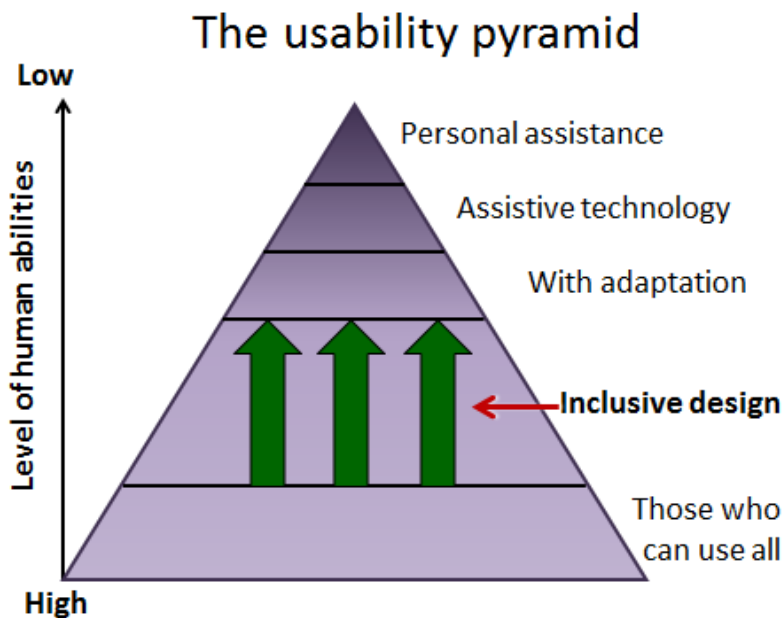 The usability pyramid
Low
Personal assistance
Assistive technology
With adaptation
Level of human abilities
Inclusive design
Those who
can use all
High